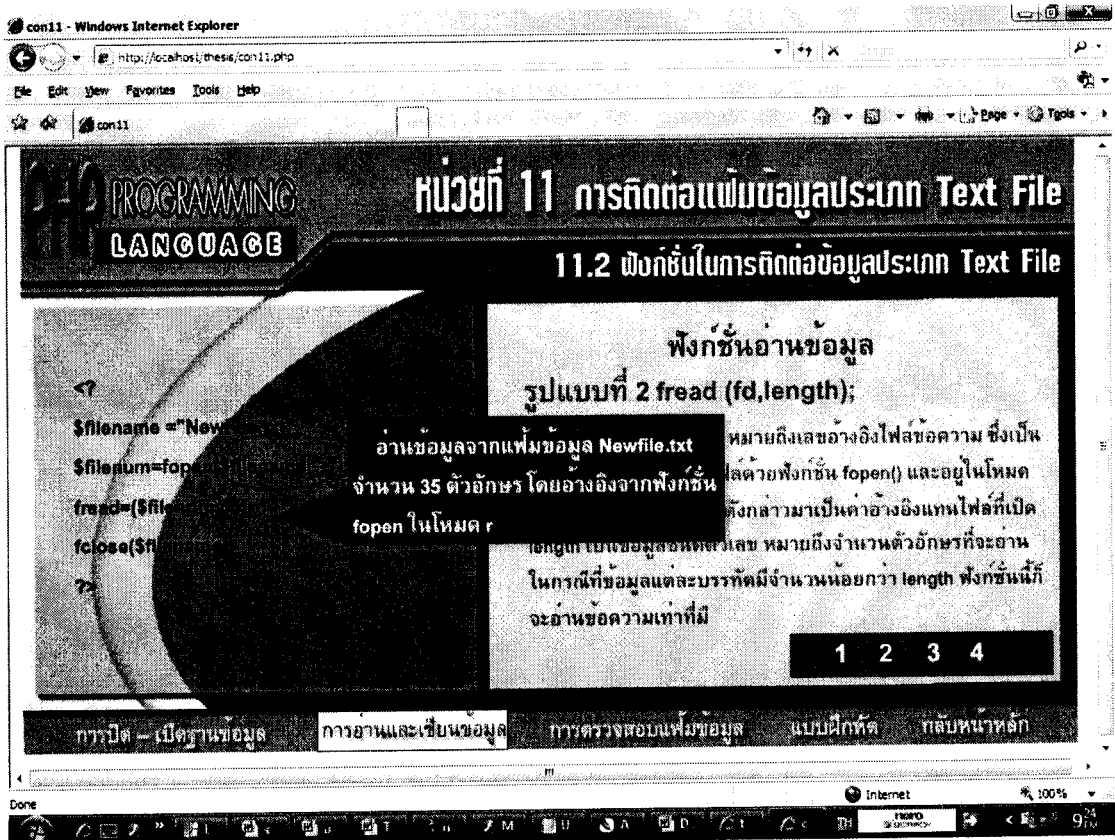 con11 - Windows Internet Explorer
http://localhost/thesis/con11.php
File Edit View Favorites Tools Help
con11
Page Tools
PHP PROGRAMMING
LANGUAGE
หน่วยที่ 11 การติดต่อแฟ้มข้อมูลประเภท Text File
11.2 ฟังก์ชั่นในการติดต่อข้อมูลประเภท Text File
<?
$filename ="New
$filenum=fope
fread=($file
fclose($fi
?>
อ่านข้อมูลจากแฟ้มข้อมูล Newfile.txt
จำนวน 35 ตัวอักษร โดยอ้างอิงจากฟังก์ชั่น
fopen ในโหมด r
ฟังก์ชั่นอ่านข้อมูล
รูปแบบที่ 2 fread (fd,length);
หมายถึงเลขอ้างอิงไฟล์ข้อความ ซึ่งเป็น
ด้วยฟังก์ชั่น fopen() และอยู่ในโหมด
ดังกล่าวมาเป็นค่าอ้างอิงแทนไฟล์ที่เปิด
length หมายถึงจำนวนตัวอักษรที่จะอ่าน
ในกรณีที่ข้อมูลแต่ละบรรทัดมีจำนวนน้อยกว่า length ฟังก์ชั่นนี้ก็
จะอ่านข้อความเท่าที่มี
1 2 3 4
การปิด – เปิดฐานข้อมูล การอ่านและเขียนข้อมูล การตรวจสอบแฟ้มข้อมูล แบบฝึกหัด กลับหน้าหลัก
Done
Internet
100%
TH
nero